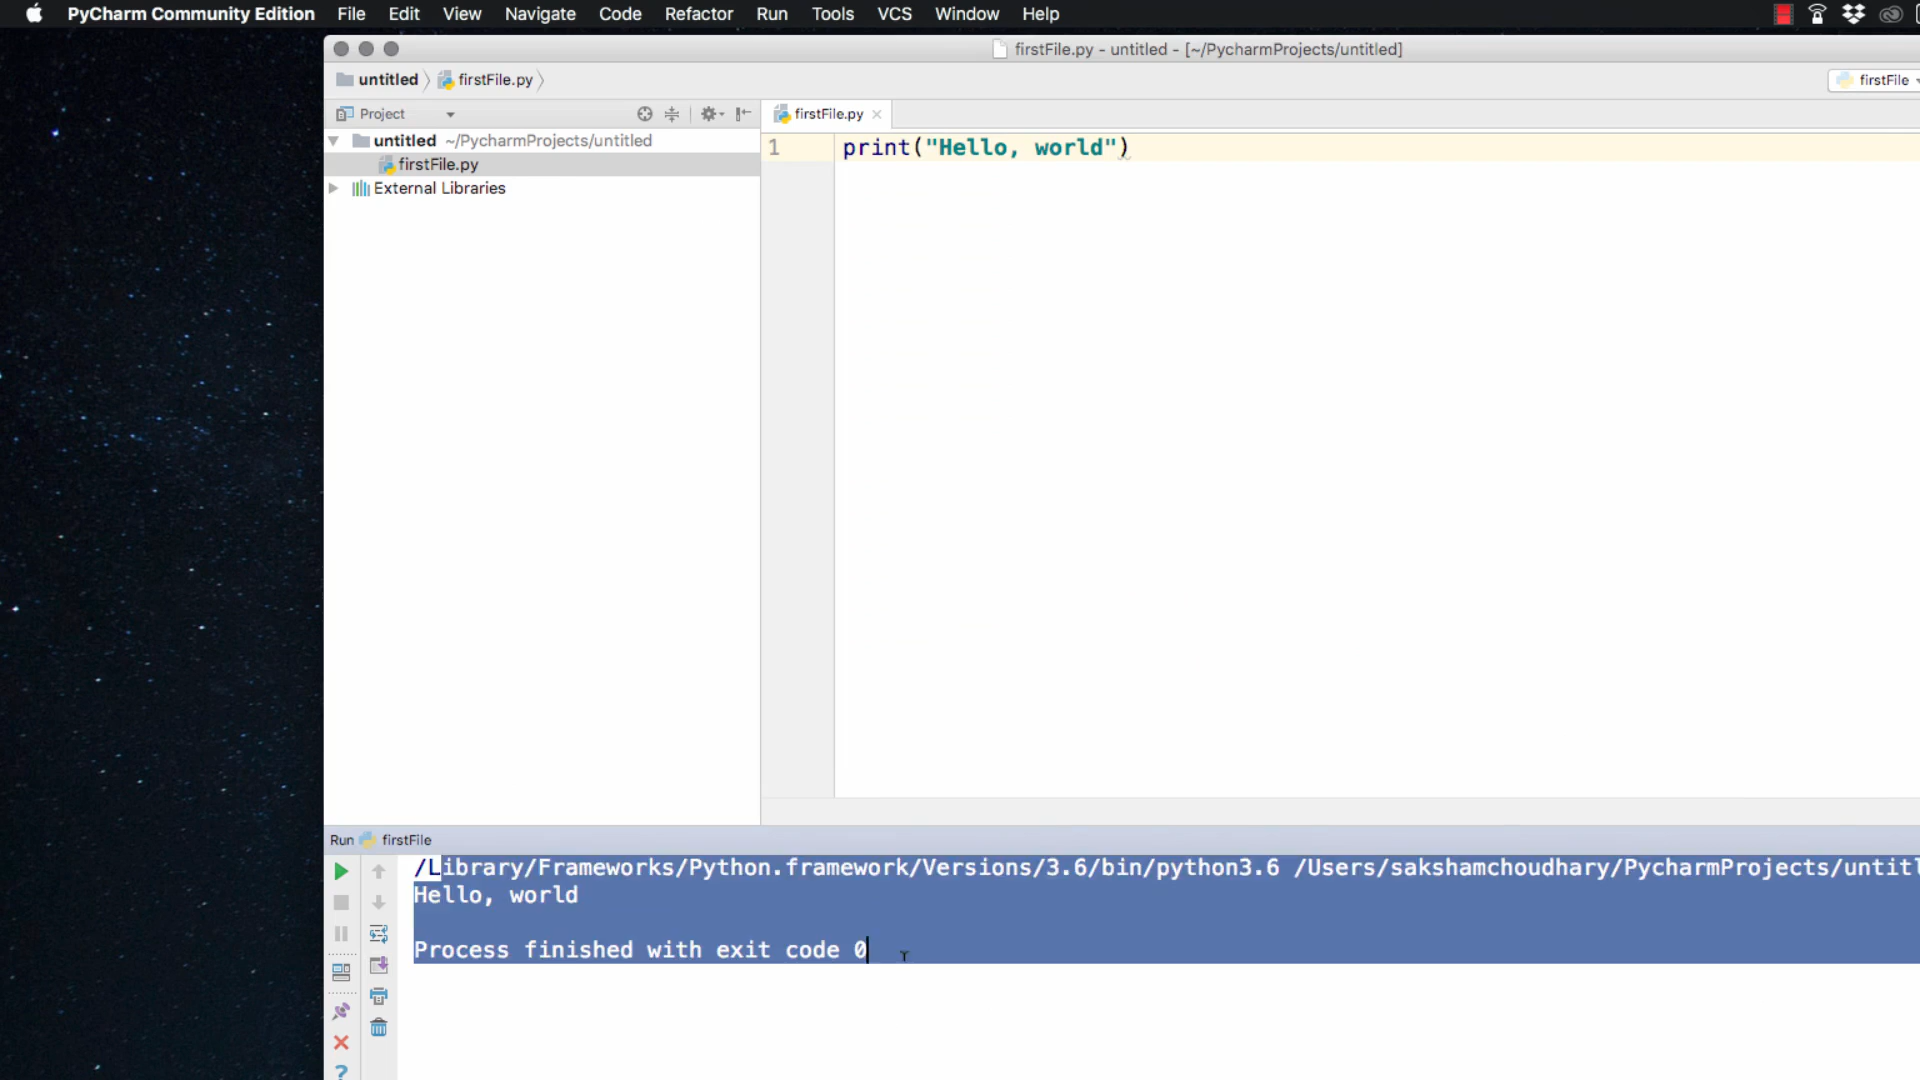 PyCharm Community Edition File Edit View Navigate Code Refactor Run Tools VCS Window Help
firstFile.py - untitled - [~/PycharmProjects/untitled]
untitled firstFile.py
firstFile
Project
firstFile.py
untitled ~/PycharmProjects/untitled
firstFile.py
External Libraries
1 print("Hello, world")
Run firstFile
/Library/Frameworks/Python.framework/Versions/3.6/bin/python3.6 /Users/sakshamchoudhary/PycharmProjects/untitl
Hello, world
Process finished with exit code 0